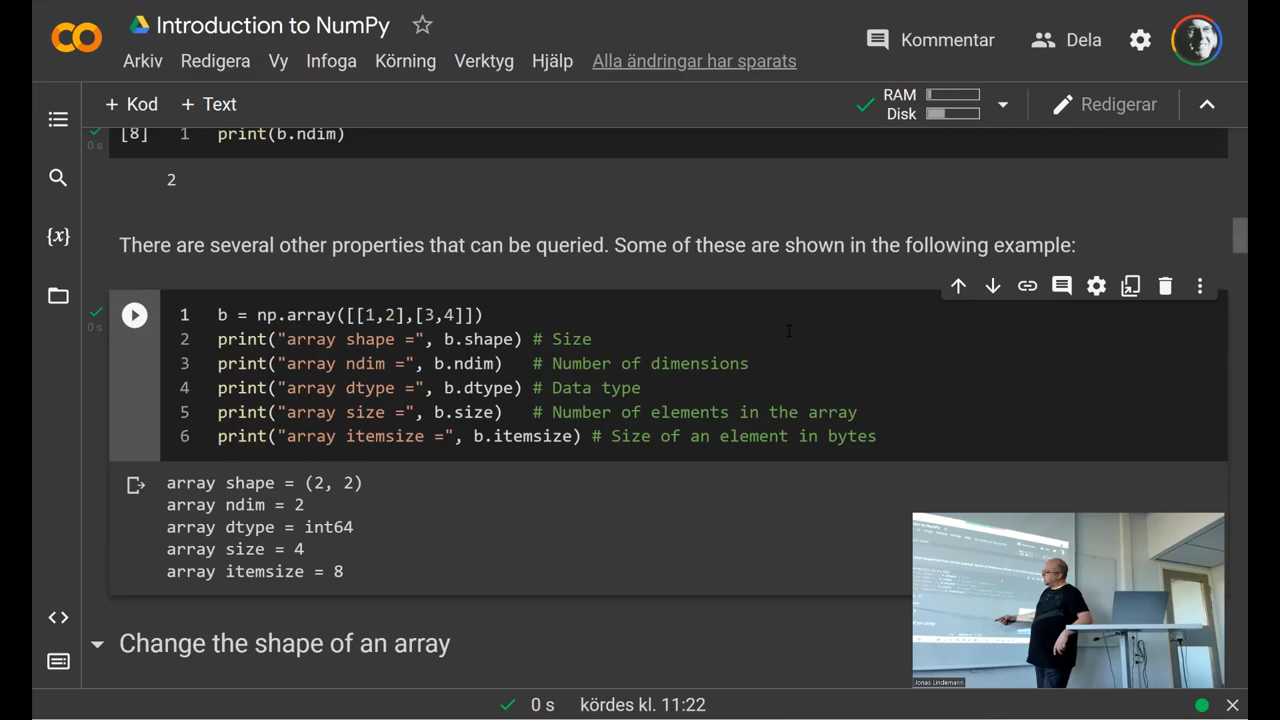 Introduction to NumPy
Arkiv Redigera Vy Infoga Körning Verktyg Hjälp Alla ändringar har sparats
Kommentar Dela
+ Kod + Text
RAM
Disk
Redigerar
[8] 1 print(b.ndim)
0 s
2
There are several other properties that can be queried. Some of these are shown in the following example:
0 s
1 b = np.array([[1,2],[3,4]])
2 print("array shape =", b.shape) # Size
3 print("array ndim =", b.ndim) # Number of dimensions
4 print("array dtype =", b.dtype) # Data type
5 print("array size =", b.size) # Number of elements in the array
6 print("array itemsize =", b.itemsize) # Size of an element in bytes
array shape = (2, 2)
array ndim = 2
array dtype = int64
array size = 4
array itemsize = 8
Change the shape of an array
Jonas Lindemann
0 s kördes kl. 11:22